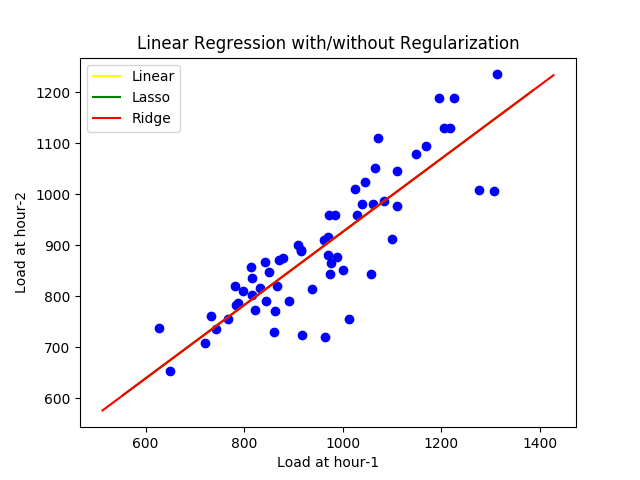 Linear Regression with/without Regularization
Linear
Lasso
Ridge
1200
1100
1000
900
800
700
600
Load at hour-2
600 800 1000 1200 1400
Load at hour-1